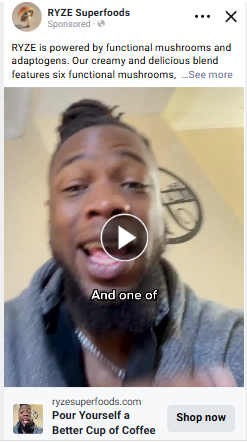 RYZE Superfoods
Sponsored ·
RYZE is powered by functional mushrooms and
adaptogens. Our creamy and delicious blend
features six functional mushrooms, ...See more
And one of
ryzesuperfoods.com
Pour Yourself a
Better Cup of Coffee
Shop now